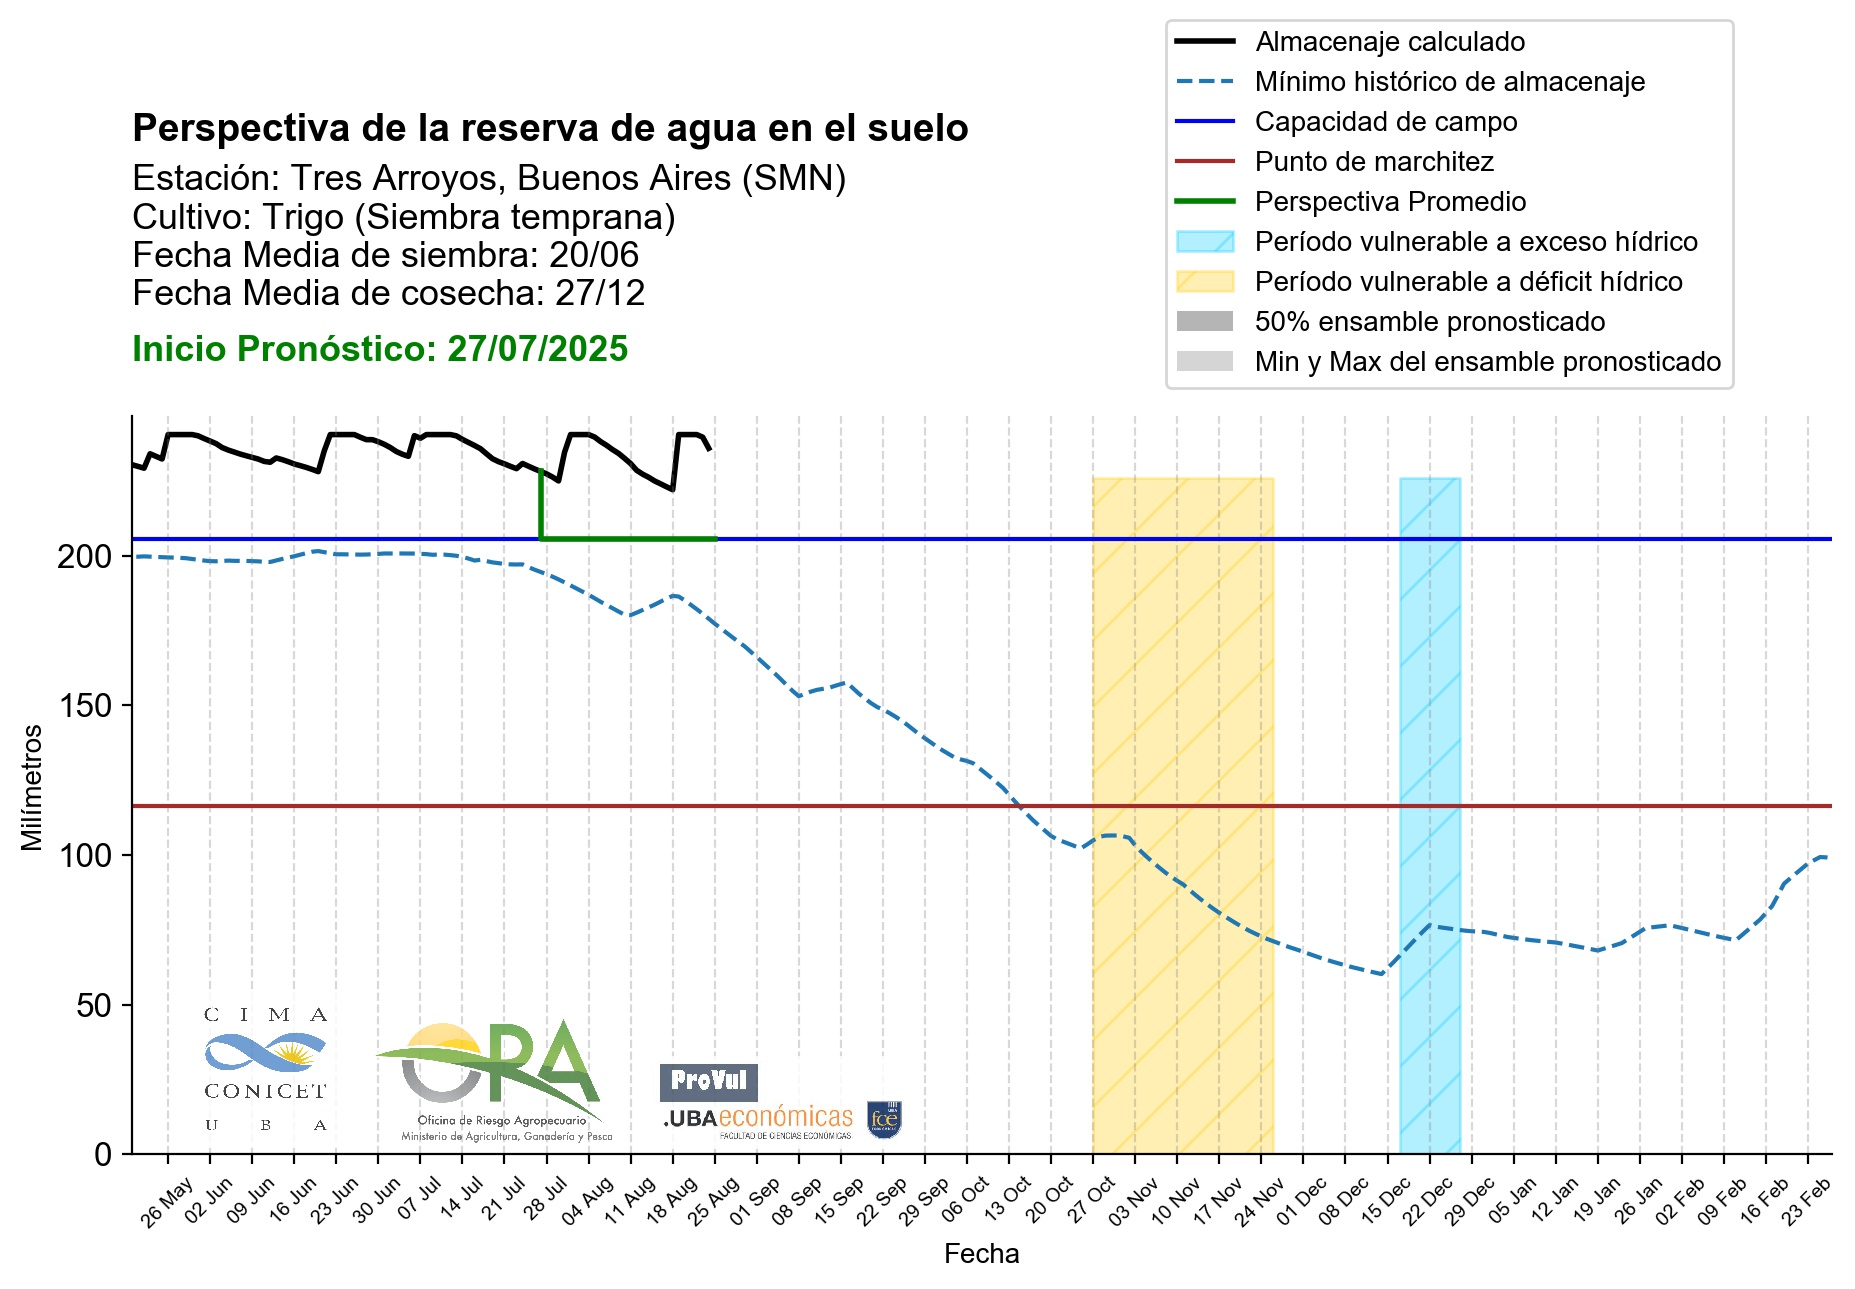 Almacenaje calculado
Mínimo histórico de almacenaje
Capacidad de campo
Punto de marchitez
Perspectiva Promedio
Período vulnerable a exceso hídrico
Período vulnerable a déficit hídrico
50% ensamble pronosticado
Min y Max del ensamble pronosticado
Perspectiva de la reserva de agua en el suelo
Estación: Tres Arroyos, Buenos Aires (SMN)
Cultivo: Trigo (Siembra temprana)
Fecha Media de siembra: 20/06
Fecha Media de cosecha: 27/12
Inicio Pronóstico: 27/07/2025
Milímetros
200
150
100
50
0
CIMA
CONICET
UBA
ORA
Oficina de Riesgo Agropecuario
Ministerio de Agricultura, Ganadería y Pesca
ProVul
.UBAeconómicas
FACULTAD DE CIENCIAS ECONÓMICAS
fce
26 May
02 Jun
09 Jun
16 Jun
23 Jun
30 Jun
07 Jul
14 Jul
21 Jul
28 Jul
04 Aug
11 Aug
18 Aug
25 Aug
01 Sep
08 Sep
15 Sep
22 Sep
29 Sep
06 Oct
13 Oct
20 Oct
27 Oct
03 Nov
10 Nov
17 Nov
24 Nov
01 Dec
08 Dec
15 Dec
22 Dec
29 Dec
05 Jan
12 Jan
19 Jan
26 Jan
02 Feb
09 Feb
16 Feb
23 Feb
Fecha